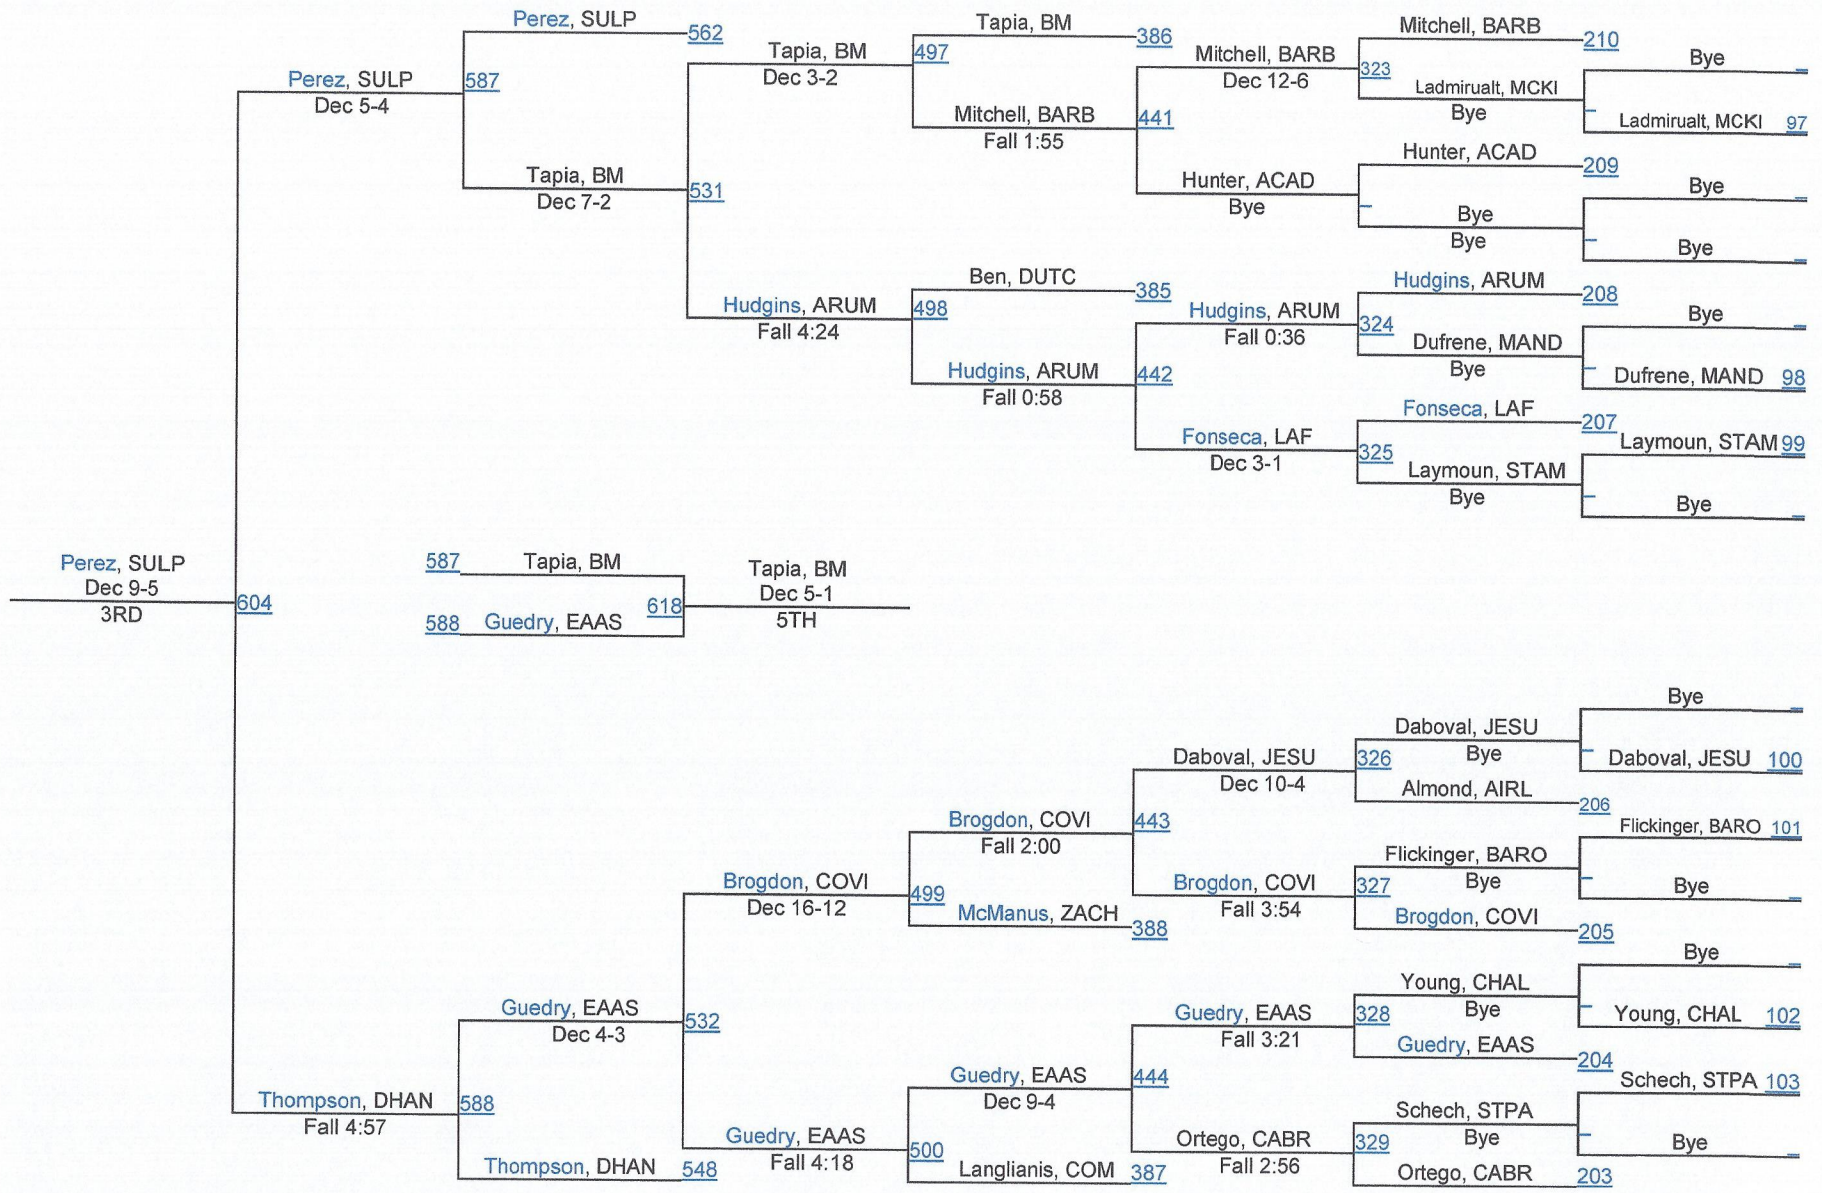 Perez, SULP
562
Tapia, BM
386
Mitchell, BARB
210
Bye
Perez, SULP
Dec 5-4
587
Tapia, BM
Dec 3-2
497
Mitchell, BARB
Dec 12-6
323
Ladmirualt, MCKI
Bye
Ladmirualt, MCKI 97
Mitchell, BARB
Fall 1:55
441
Hunter, ACAD
209
Bye
Tapia, BM
Dec 7-2
531
Hunter, ACAD
Bye
Bye
Bye
Bye
Ben, DUTC
385
Hudgins, ARUM
208
Bye
Hudgins, ARUM
Fall 4:24
498
Hudgins, ARUM
Fall 0:36
324
Dufrene, MAND
Bye
Dufrene, MAND 98
Hudgins, ARUM
Fall 0:58
442
Fonseca, LAF
207
Laymoun, STAM 99
Fonseca, LAF
Dec 3-1
325
Laymoun, STAM
Bye
Bye
Perez, SULP
Dec 9-5
3RD
604
587 Tapia, BM
588 Guedry, EAAS
618
Tapia, BM
Dec 5-1
5TH
Bye
Daboval, JESU
Bye
Daboval, JESU 100
Daboval, JESU
Dec 10-4
326
Almond, AIRL
206
Brogdon, COVI
Fall 2:00
443
Flickinger, BARO 101
Flickinger, BARO
Bye
Bye
Brogdon, COVI
Dec 16-12
499
Brogdon, COVI
Fall 3:54
327
McManus, ZACH
388
Brogdon, COVI
205
Bye
Young, CHAL
Bye
Young, CHAL 102
Guedry, EAAS
Dec 4-3
532
Guedry, EAAS
Fall 3:21
328
Guedry, EAAS
204
Guedry, EAAS
Dec 9-4
444
Schech, STPA 103
Thompson, DHAN
Fall 4:57
588
Schech, STPA
Bye
Bye
Guedry, EAAS
Fall 4:18
500
Ortego, CABR
Fall 2:56
329
Thompson, DHAN 548
Langlianis, COM 387
Ortego, CABR 203